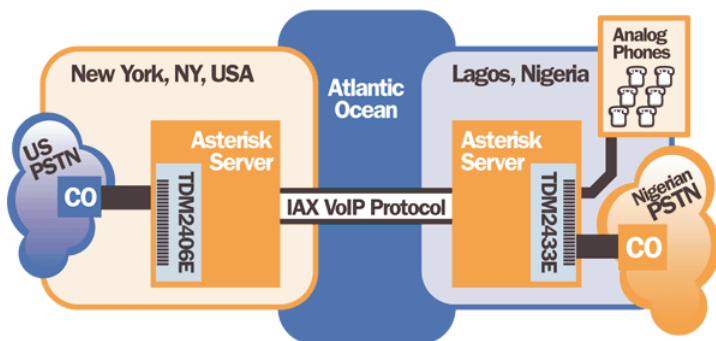 New York, NY, USA
US
PSTN
CO
Asterisk
Server
TDM2406E
Atlantic
Ocean
IAX VoIP Protocol
Lagos, Nigeria
Asterisk
Server
TDM2433E
Analog
Phones
Nigerian
PSTN
CO